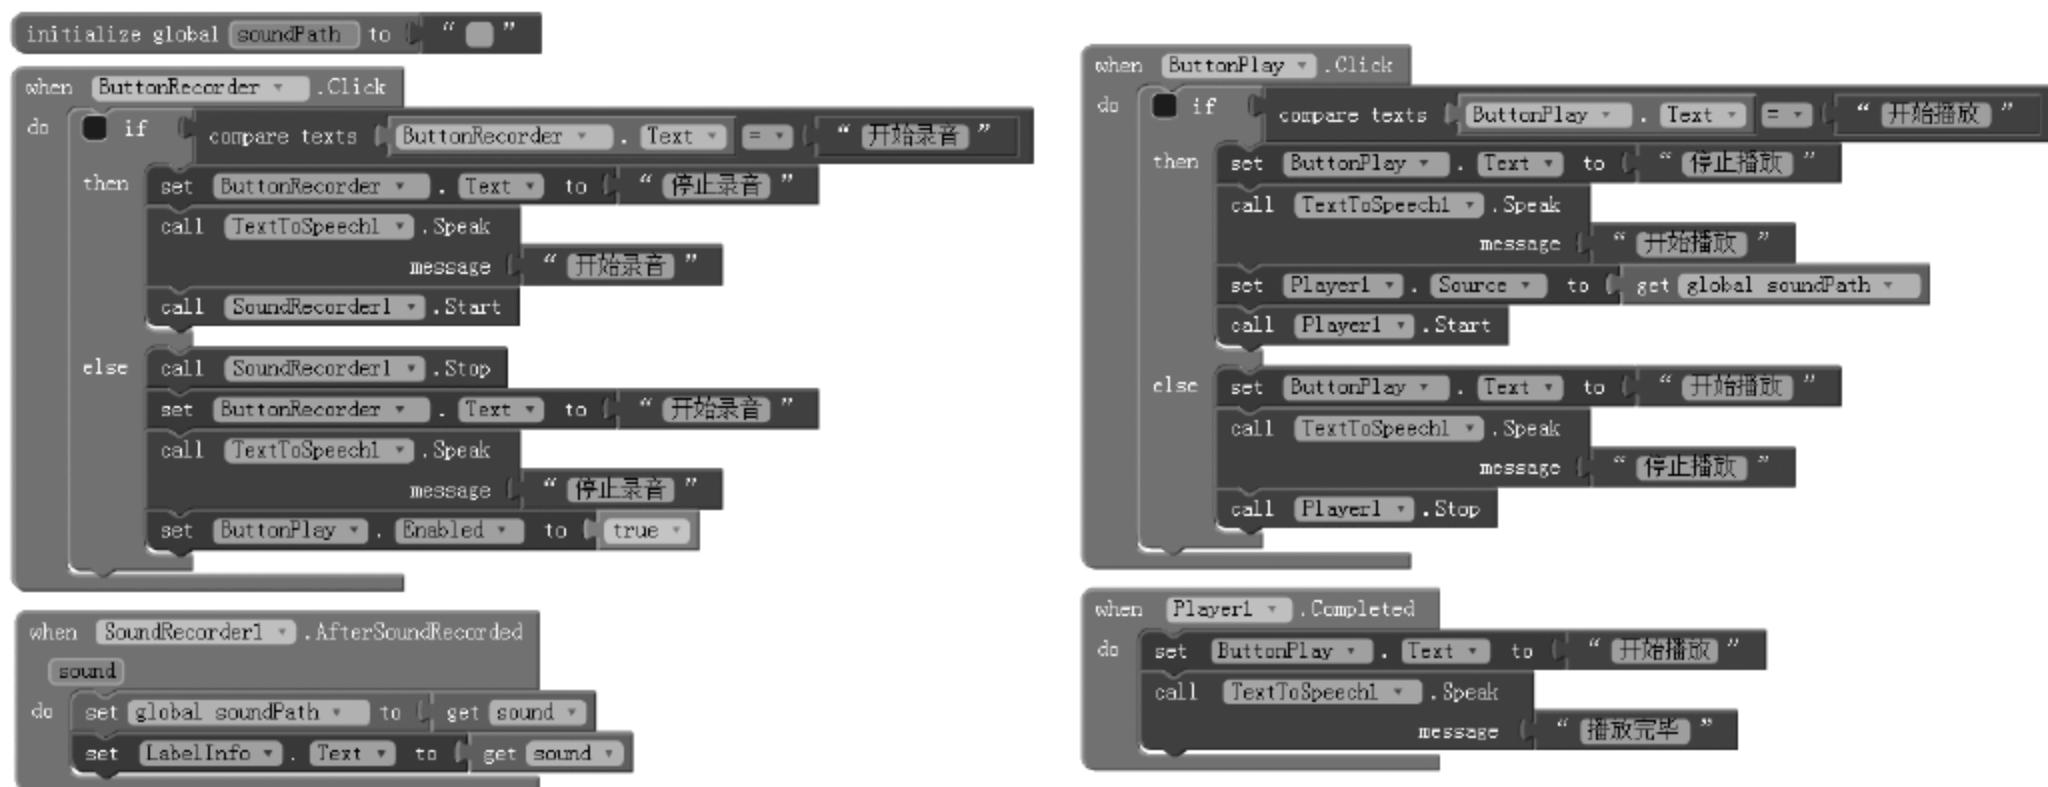 initialize global soundPath to " "
when ButtonRecorder .Click
do if compare texts ButtonRecorder . Text = " 开始录音 "
then set ButtonRecorder . Text to " 停止录音 "
call TextToSpeech1 .Speak
message " 开始录音 "
call SoundRecorder1 .Start
else call SoundRecorder1 .Stop
set ButtonRecorder . Text to " 开始录音 "
call TextToSpeech1 .Speak
message " 停止录音 "
set ButtonPlay . Enabled to true
when SoundRecorder1 .AfterSoundRecorded
sound
do set global soundPath to get sound
set LabelInfo . Text to get sound
when ButtonPlay .Click
do if compare texts ButtonPlay . Text = " 开始播放 "
then set ButtonPlay . Text to " 停止播放 "
call TextToSpeech1 .Speak
message " 开始播放 "
set Player1 . Source to get global soundPath
call Player1 .Start
else set ButtonPlay . Text to " 开始播放 "
call TextToSpeech1 .Speak
message " 停止播放 "
call Player1 .Stop
when Player1 .Completed
do set ButtonPlay . Text to " 开始播放 "
call TextToSpeech1 .Speak
message " 播放完毕 "